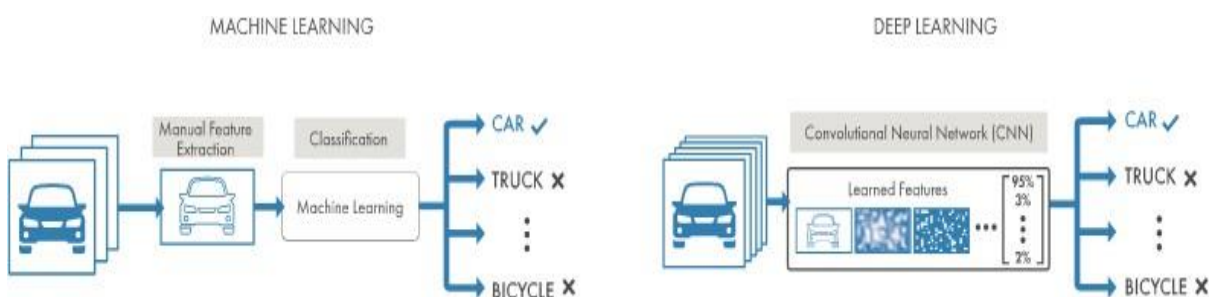 MACHINE LEARNING
Manual Feature
Extraction
Classification
Machine Learning
CAR ✓
TRUCK ✗
⋮
BICYCLE ✗
DEEP LEARNING
Convolutional Neural Network (CNN)
Learned Features
95%
3%
⋮
2%
CAR ✓
TRUCK ✗
⋮
BICYCLE ✗